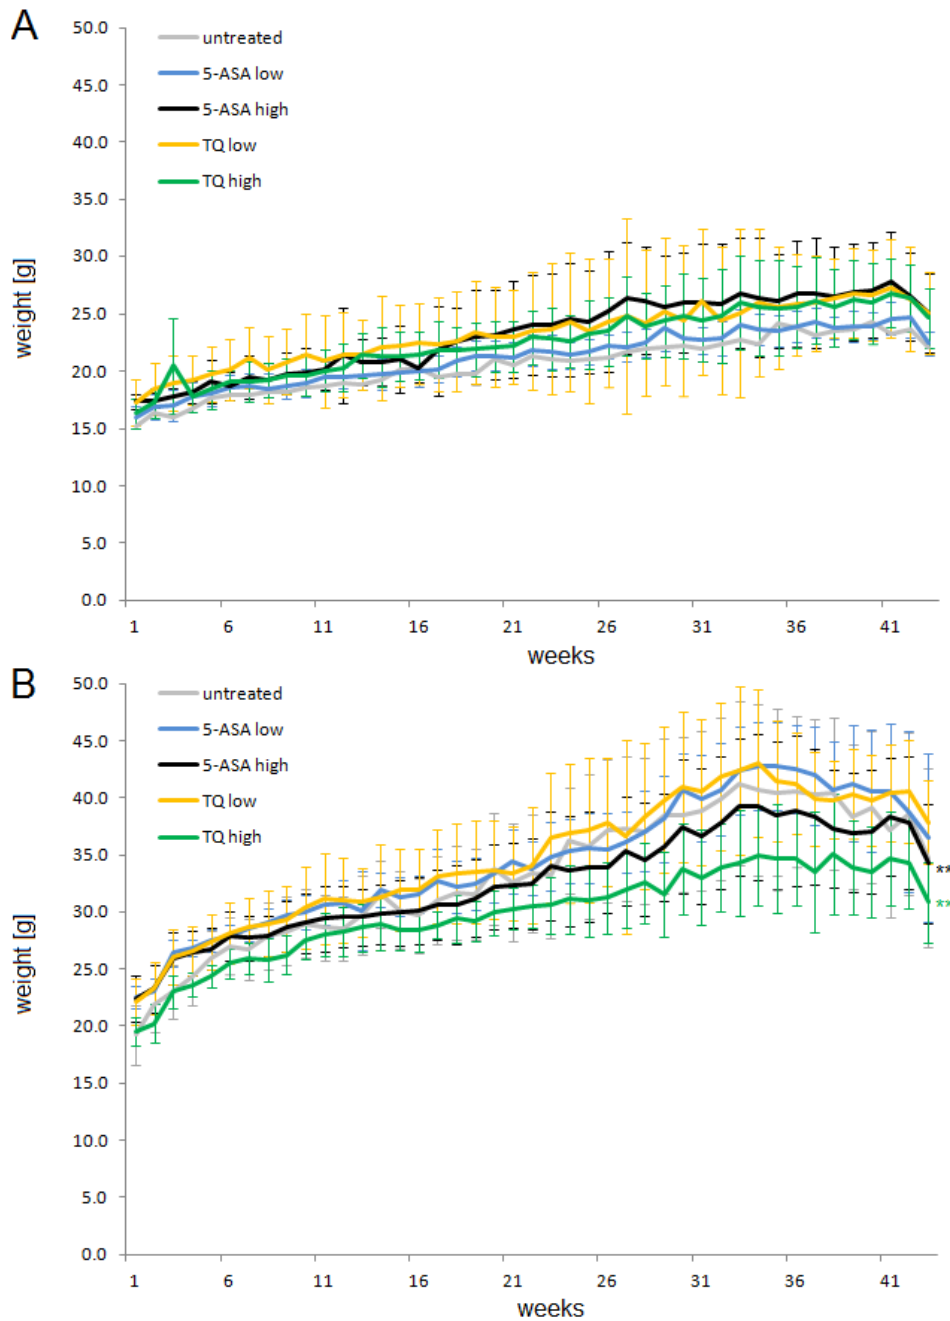 A
50.0
untreated
45.0
5-ASA low
5-ASA high
40.0
TQ low
35.0
TQ high
30.0
weight [g]
25.0
20.0
15.0
10.0
5.0
0.0
1 6 11 16 21 26 31 36 41
weeks
B
50.0
untreated
45.0
5-ASA low
5-ASA high
40.0
TQ low
35.0
TQ high
**
**
30.0
weight [g]
25.0
20.0
15.0
10.0
5.0
0.0
1 6 11 16 21 26 31 36 41
weeks